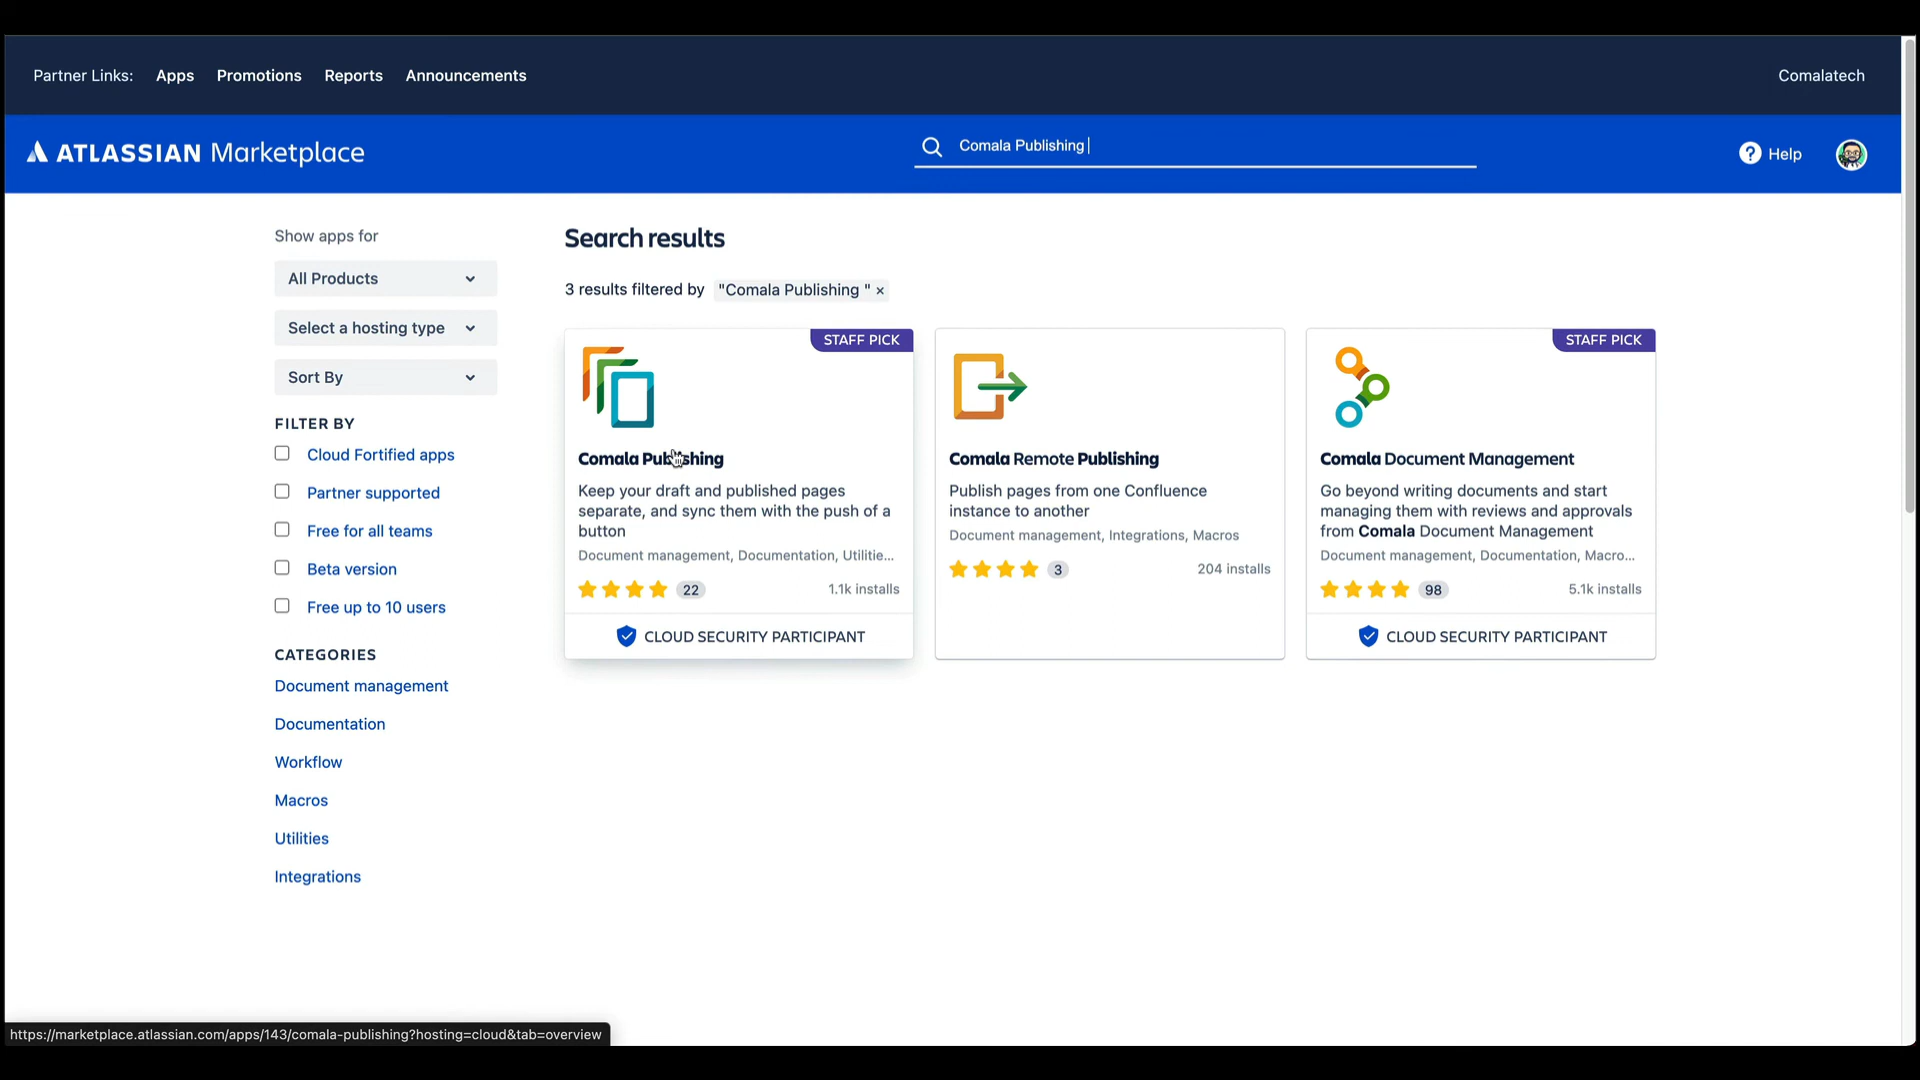 Partner Links: Apps Promotions Reports Announcements Comalatech
ATLASSIAN Marketplace Comala Publishing ? Help
Show apps for
All Products
Select a hosting type
Sort By
FILTER BY
Cloud Fortified apps
Partner supported
Free for all teams
Beta version
Free up to 10 users
CATEGORIES
Document management
Documentation
Workflow
Macros
Utilities
Integrations
Search results
3 results filtered by "Comala Publishing " ×
STAFF PICK
Comala Publishing
Keep your draft and published pages
separate, and sync them with the push of a
button
Document management, Documentation, Utilitie...
22 1.1k installs
CLOUD SECURITY PARTICIPANT
Comala Remote Publishing
Publish pages from one Confluence
instance to another
Document management, Integrations, Macros
3 204 installs
STAFF PICK
Comala Document Management
Go beyond writing documents and start
managing them with reviews and approvals
from Comala Document Management
Document management, Documentation, Macro...
98 5.1k installs
CLOUD SECURITY PARTICIPANT
https://marketplace.atlassian.com/apps/143/comala-publishing?hosting=cloud&tab=overview